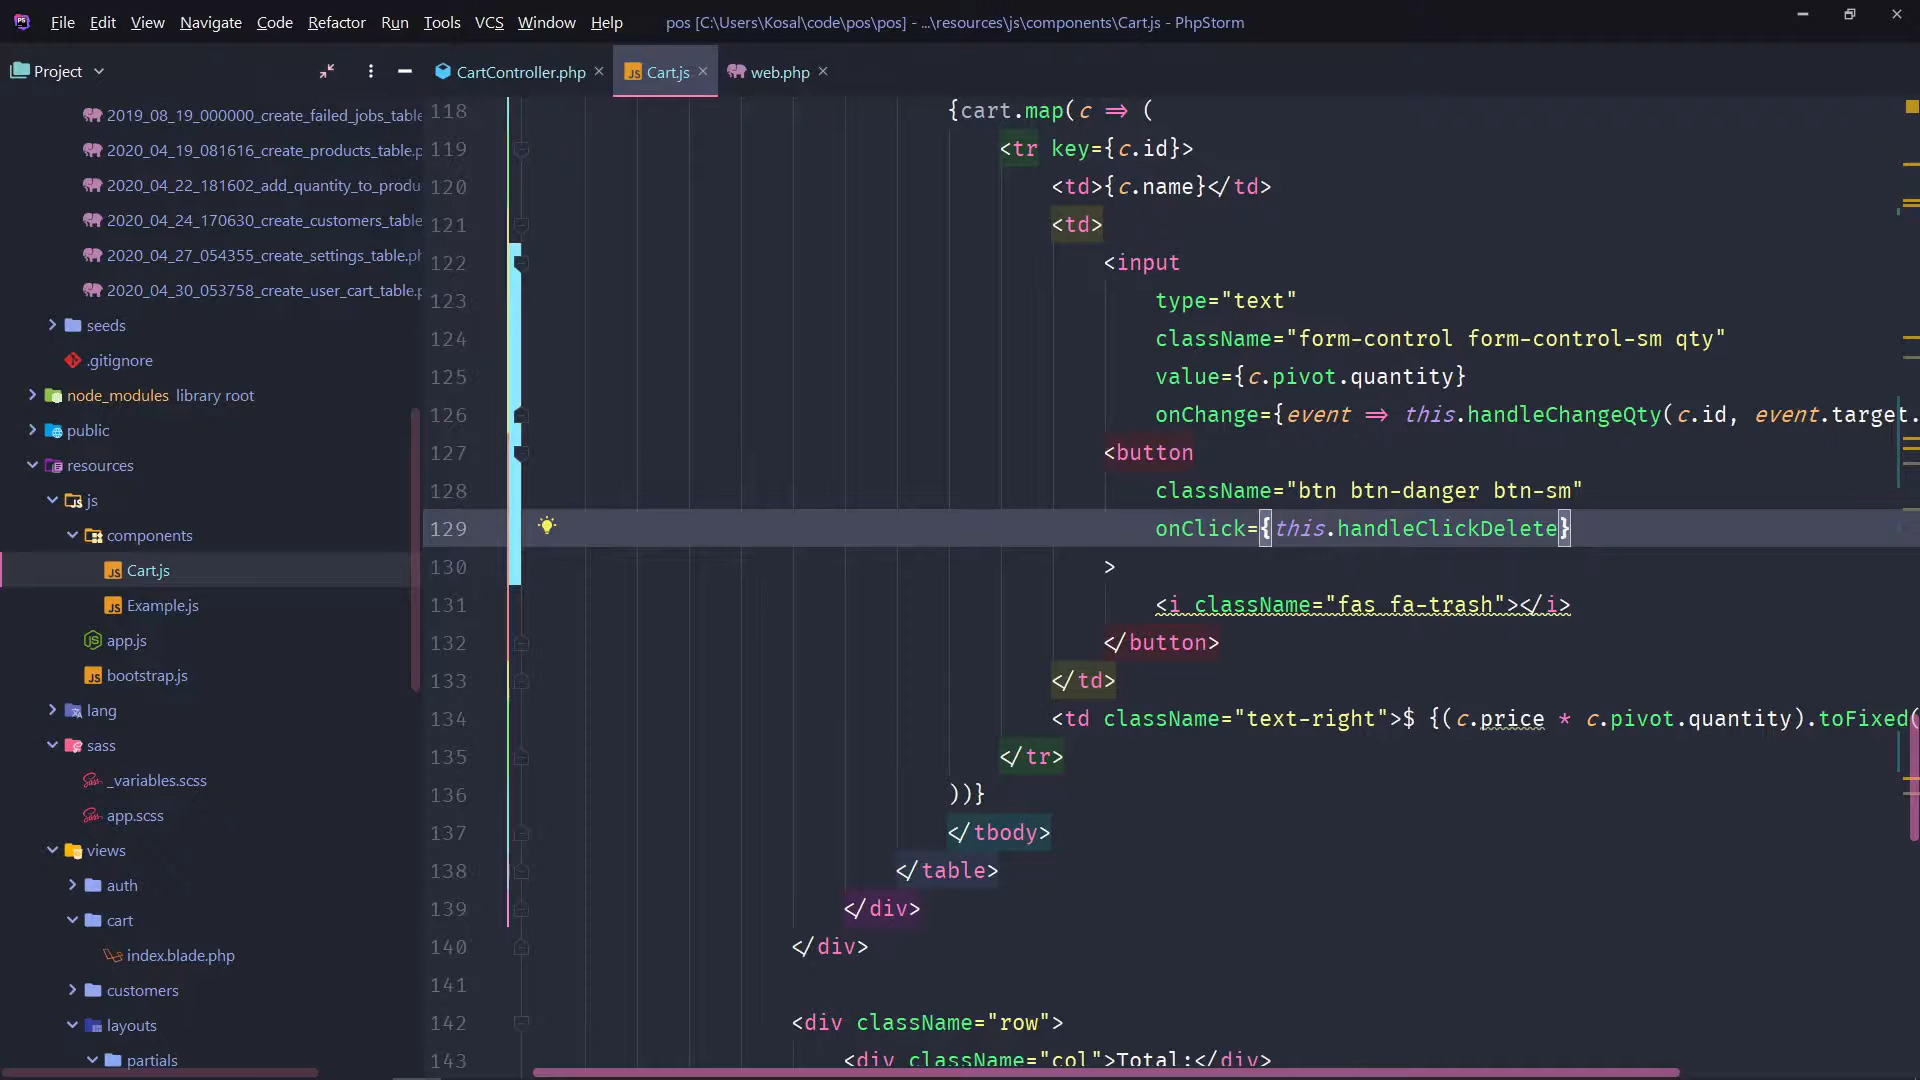 File Edit View Navigate Code Refactor Run Tools VCS Window Help pos [C:\Users\Kosal\code\pos\pos] - ...\resources\js\components\Cart.js - PhpStorm
Project
CartController.php
Cart.js
web.php
2019_08_19_000000_create_failed_jobs_table
2020_04_19_081616_create_products_table.p
2020_04_22_181602_add_quantity_to_produ
2020_04_24_170630_create_customers_table
2020_04_27_054355_create_settings_table.ph
2020_04_30_053758_create_user_cart_table.p
seeds
.gitignore
node_modules library root
public
resources
js
components
Cart.js
Example.js
app.js
bootstrap.js
lang
sass
_variables.scss
app.scss
views
auth
cart
index.blade.php
customers
layouts
partials
118 {cart.map(c => (
119 <tr key={c.id}>
120 <td>{c.name}</td>
121 <td>
122 <input
123 type="text"
124 className="form-control form-control-sm qty"
125 value={c.pivot.quantity}
126 onChange={event => this.handleChangeQty(c.id, event.target.
127 <button
128 className="btn btn-danger btn-sm"
129 onClick={this.handleClickDelete}
130 >
131 <i className="fas fa-trash"></i>
132 </button>
133 </td>
134 <td className="text-right">$ {(c.price * c.pivot.quantity).toFixed(
135 </tr>
136 ))}
137 </tbody>
138 </table>
139 </div>
140 </div>
141
142 <div className="row">
143 <div className="col">Total:</div>